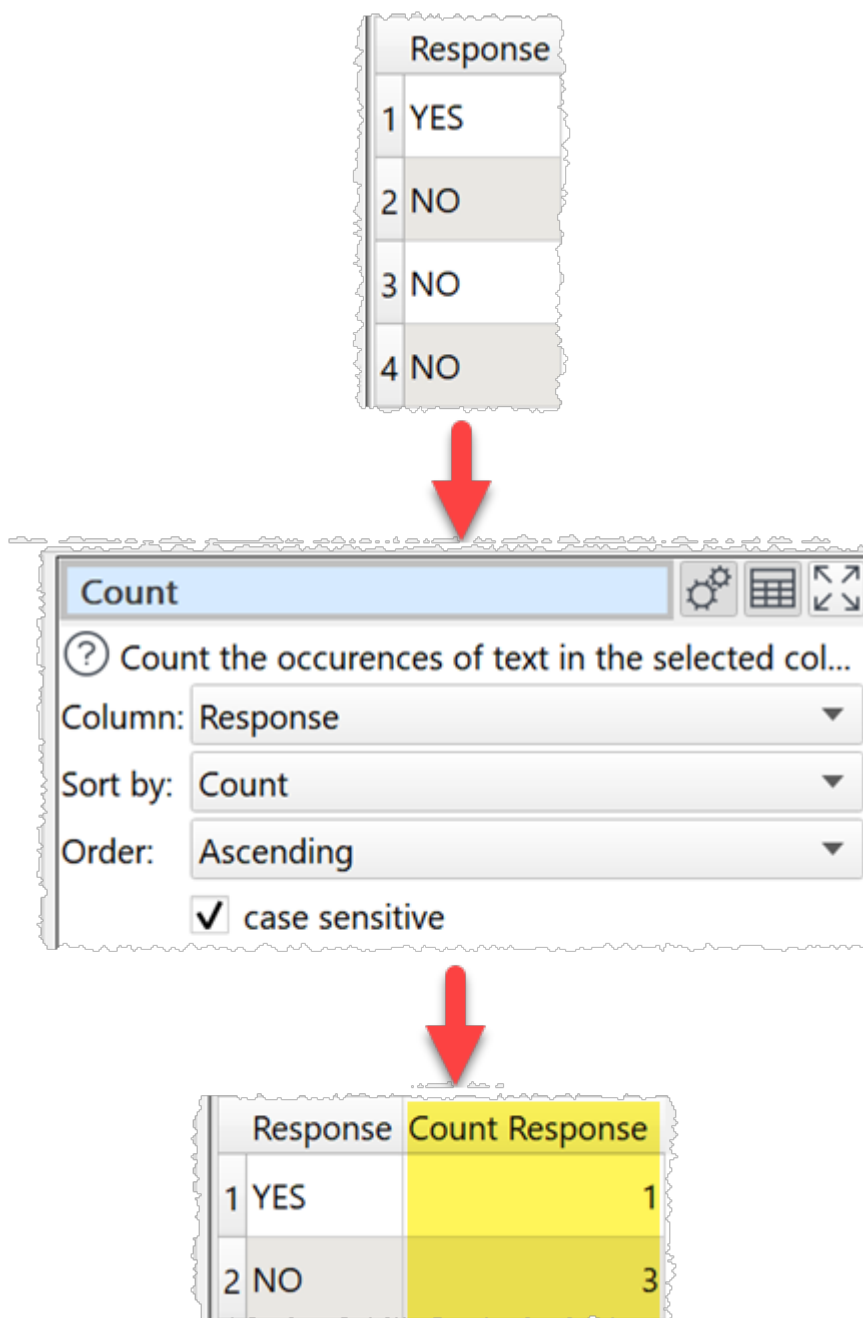 Response
1 YES
2 NO
3 NO
4 NO
Count
? Count the occurences of text in the selected col...
Column: Response
Sort by: Count
Order: Ascending
case sensitive
Response Count Response
1 YES 1
2 NO 3